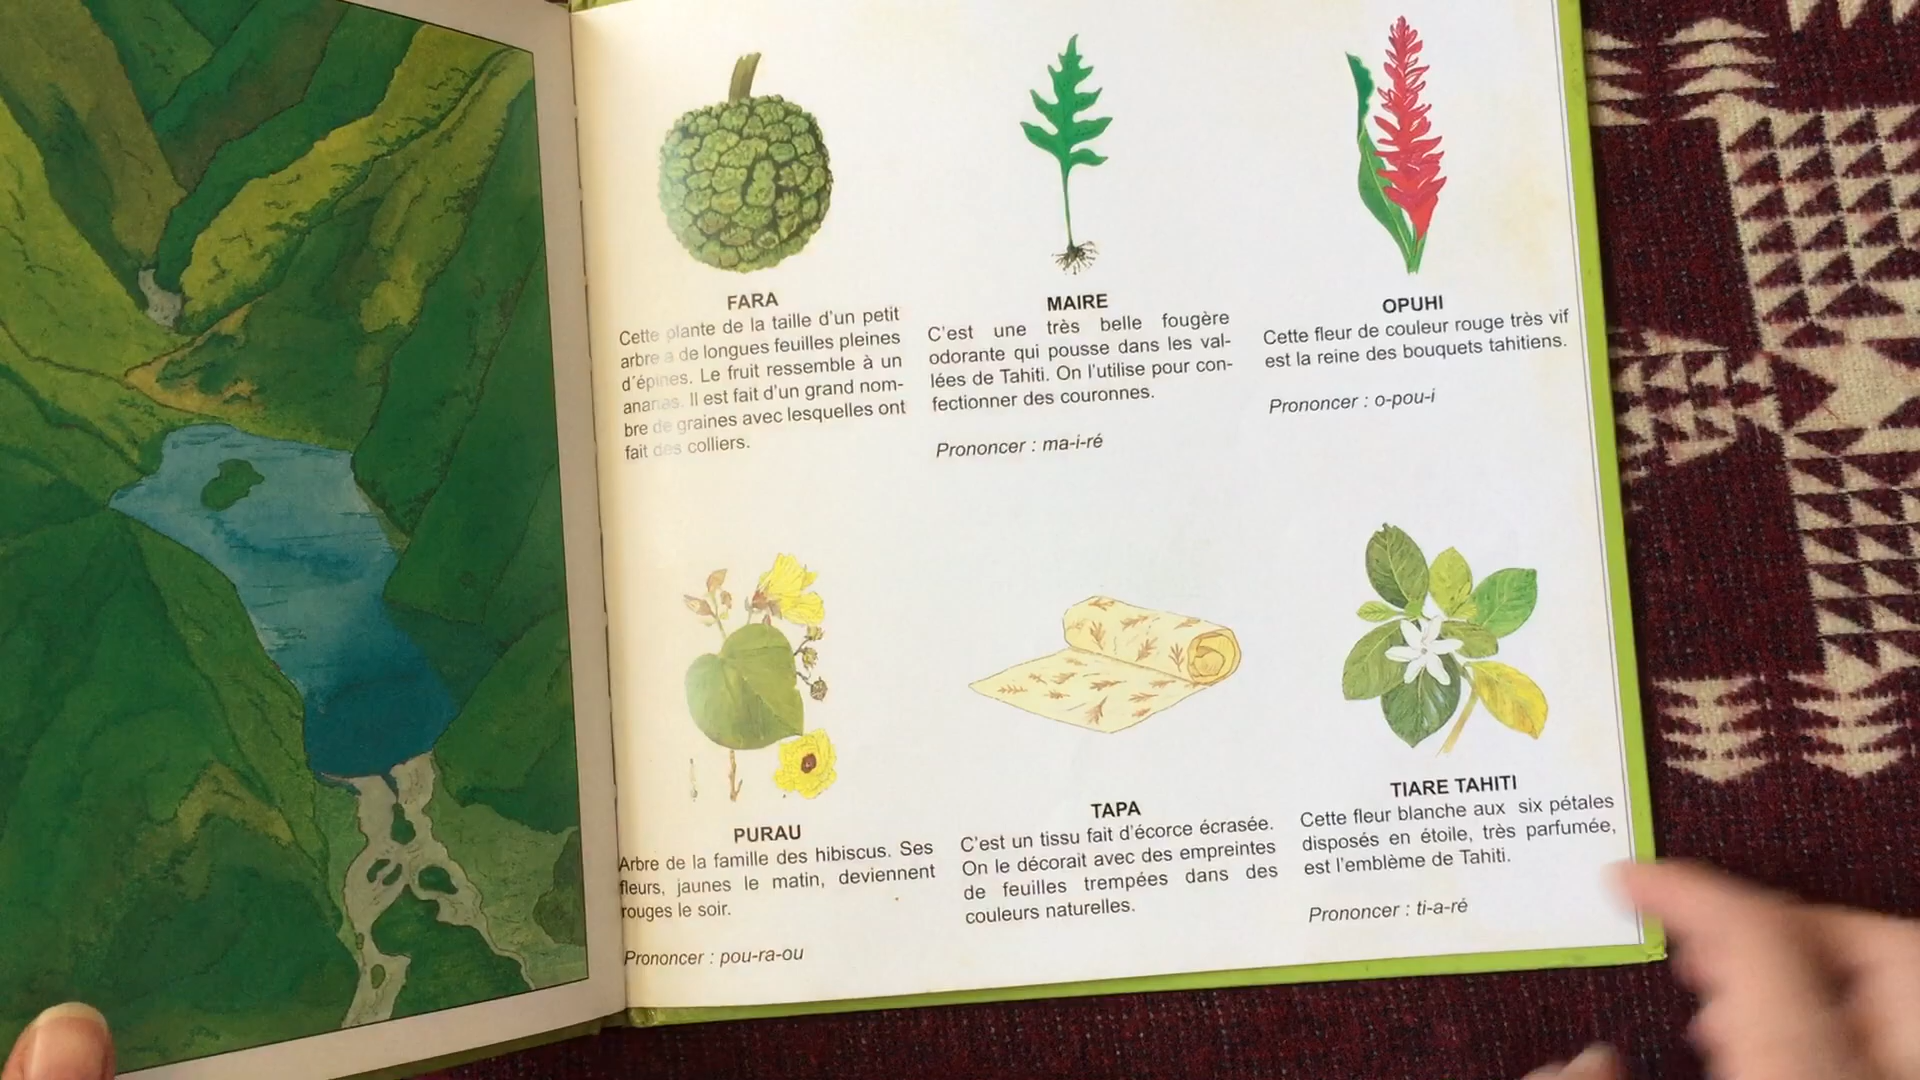 FARA
Cette plante de la taille d'un petit
arbre a de longues feuilles pleines
d'épines. Le fruit ressemble à un
ananas. Il est fait d'un grand nom-
bre de graines avec lesquelles ont
fait des colliers.
MAIRE
C'est une très belle fougère
odorante qui pousse dans les val-
lées de Tahiti. On l'utilise pour con-
fectionner des couronnes.
Prononcer : ma-i-ré
OPUHI
Cette fleur de couleur rouge très vif
est la reine des bouquets tahitiens.
Prononcer : o-pou-i
PURAU
Arbre de la famille des hibiscus. Ses
fleurs, jaunes le matin, deviennent
rouges le soir.
Prononcer : pou-ra-ou
TAPA
C'est un tissu fait d'écorce écrasée.
On le décorait avec des empreintes
de feuilles trempées dans des
couleurs naturelles.
TIARE TAHITI
Cette fleur blanche aux six pétales
disposés en étoile, très parfumée,
est l'emblème de Tahiti.
Prononcer : ti-a-ré